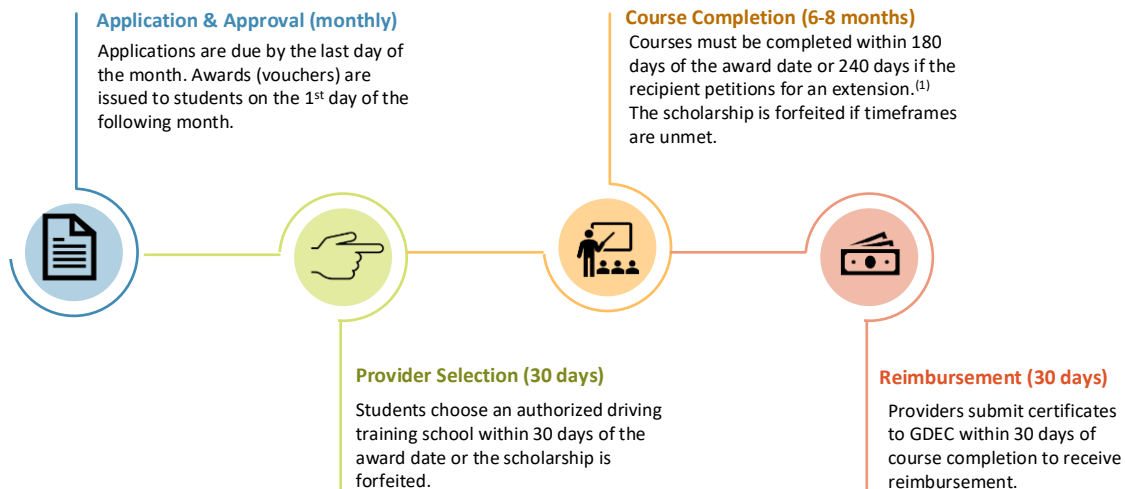 Application & Approval (monthly)
Applications are due by the last day of
the month. Awards (vouchers) are
issued to students on the 1st day of the
following month.
Provider Selection (30 days)
Students choose an authorized driving
training school within 30 days of the
award date or the scholarship is
forfeited.
Course Completion (6-8 months)
Courses must be completed within 180
days of the award date or 240 days if the
recipient petitions for an extension.(1)
The scholarship is forfeited if timeframes
are unmet.
Reimbursement (30 days)
Providers submit certificates
to GDEC within 30 days of
course completion to receive
reimbursement.